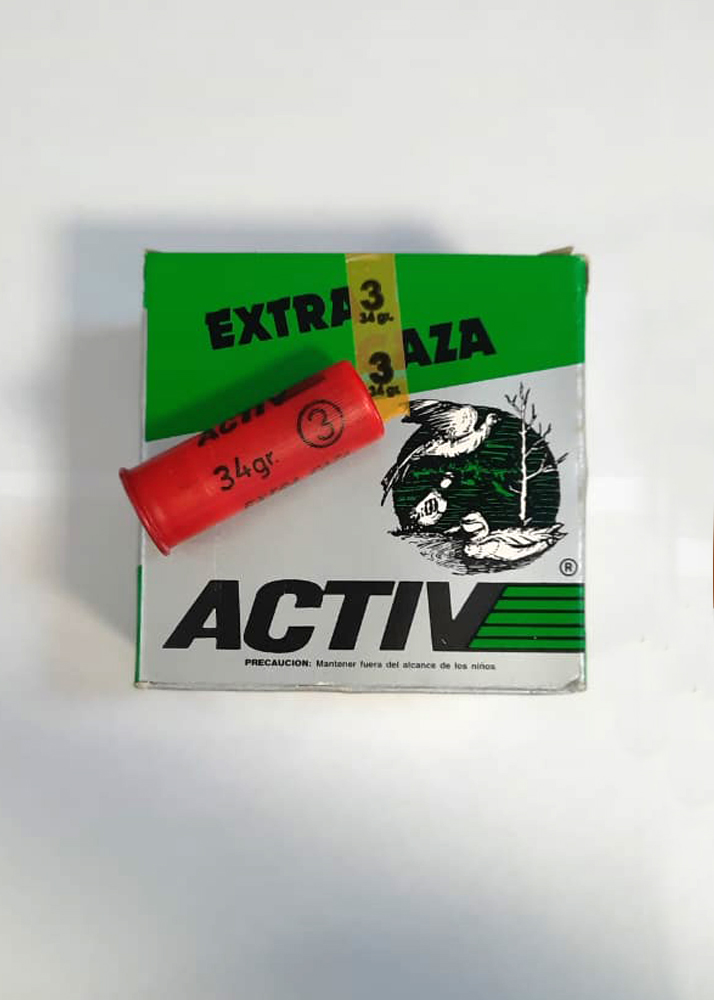 EXTRA AZA
3
34 gr.
3
34 gr.
ACTIV
3
34gr.
®
ACTIV
PRECAUCION: Mantener fuera del alcance de los niños